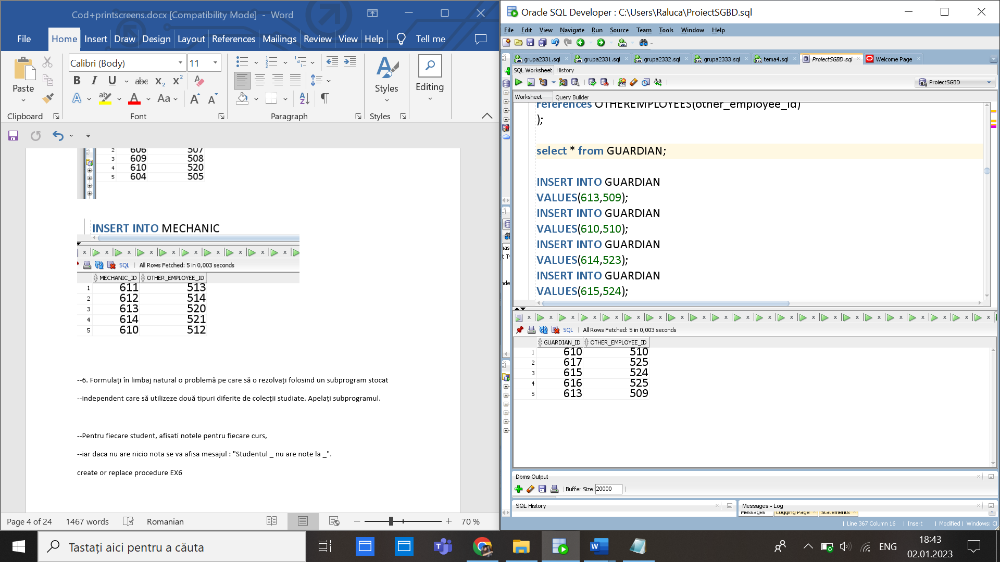 Cod+printscreens.docx [Compatibility Mode] - Word
File Home Insert Draw Design Layout References Mailings Review View Help Tell me
Paste
Calibri (Body) 11
B I U abc X₂ X²
A A Aa A A
Styles
Editing
Clipboard Font Paragraph Styles
2 606 507
3 609 508
4 610 520
5 604 505
INSERT INTO MECHANIC
SQL All Rows Fetched: 5 in 0,003 seconds
MECHANIC_ID OTHER_EMPLOYEE_ID
1 611 513
2 612 514
3 613 520
4 614 521
5 610 512
--6. Formulați în limbaj natural o problemă pe care să o rezolvați folosind un subprogram stocat
--independent care să utilizeze două tipuri diferite de colecții studiate. Apelați subprogramul.
--Pentru fiecare student, afisati notele pentru fiecare curs,
--iar daca nu are nicio nota se va afisa mesajul : "Studentul _ nu are note la _".
create or replace procedure EX6
Page 4 of 24 1467 words Romanian 70 %
Oracle SQL Developer : C:\Users\Raluca\ProiectSGBD.sql
File Edit View Navigate Run Source Team Tools Window Help
grupa2331.sql grupa2331.sql grupa2332.sql grupa2333.sql tema4.sql ProiectSGBD.sql Welcome Page
SQL Worksheet History
ProiectSGBD
Worksheet Query Builder
references OTHEREMPLOYEES(other_employee_id)
);
select * from GUARDIAN;
INSERT INTO GUARDIAN
VALUES(613,509);
INSERT INTO GUARDIAN
VALUES(610,510);
INSERT INTO GUARDIAN
VALUES(614,523);
INSERT INTO GUARDIAN
VALUES(615,524);
SQL All Rows Fetched: 5 in 0,003 seconds
GUARDIAN_ID OTHER_EMPLOYEE_ID
1 610 510
2 617 525
3 615 524
4 616 525
5 613 509
Dbms Output
Buffer Size: 20000
SQL History
Messages - Log
Messages Logging Page Statements
Line 367 Column 16 Insert Modified Windows: Cl
Tastați aici pentru a căuta
ENG
18:43
02.01.2023